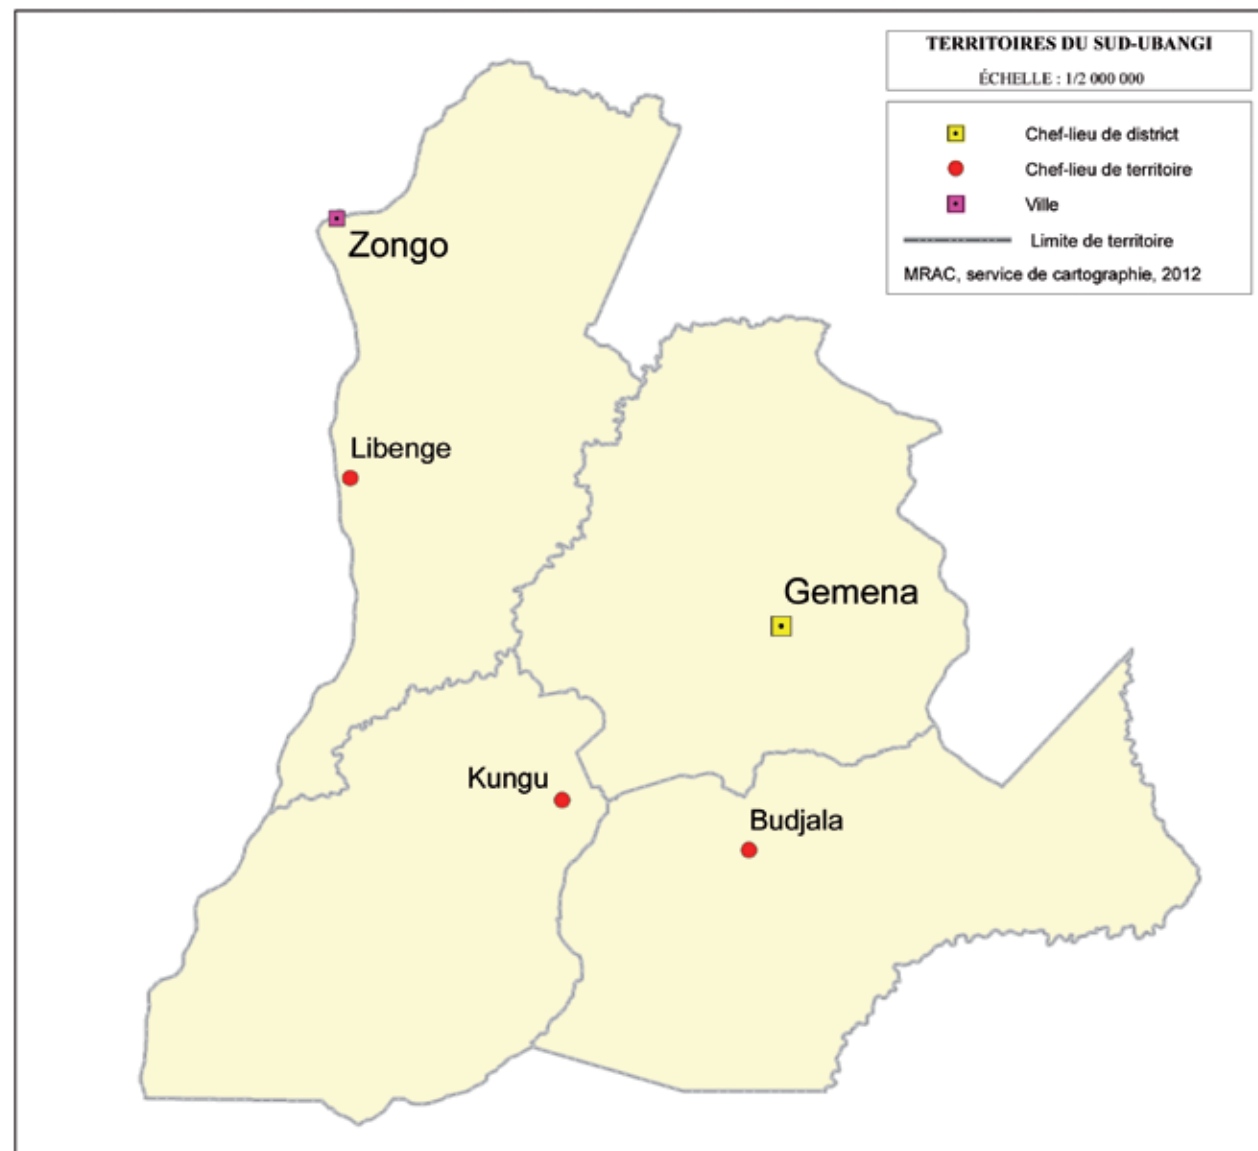 TERRITOIRES DU SUD-UBANGI
ÉCHELLE : 1/2 000 000
Chef-lieu de district
Chef-lieu de territoire
Ville
Limite de territoire
MRAC, service de cartographie, 2012
Zongo
Libenge
Gemena
Kungu
Budjala